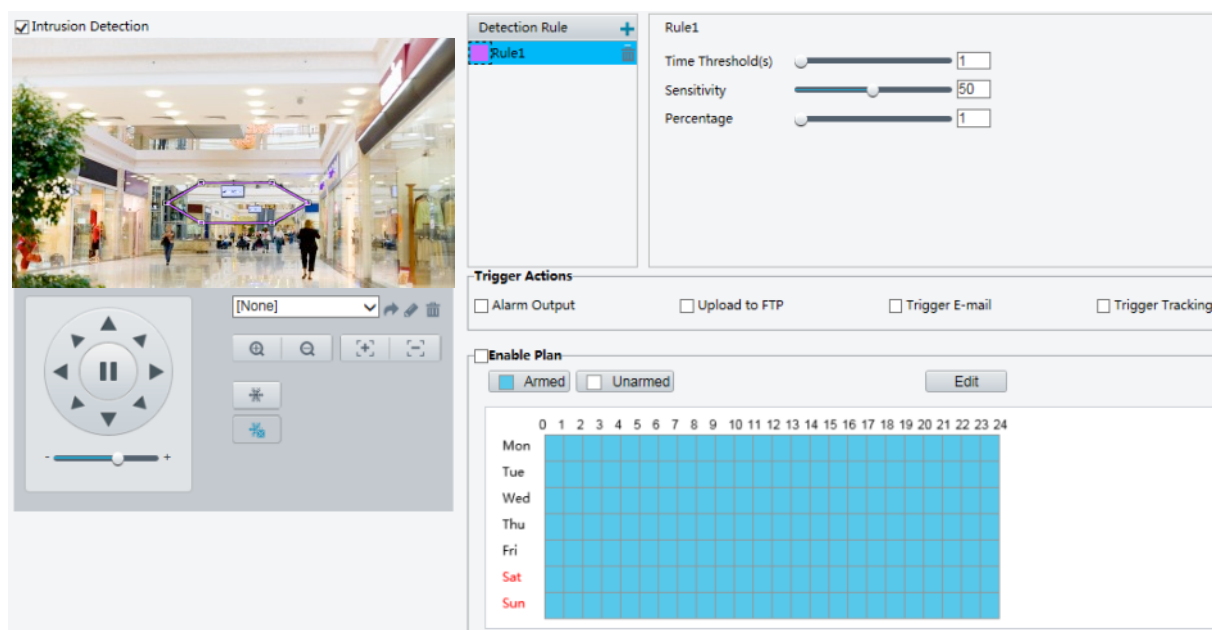 Intrusion Detection
Detection Rule
Rule1
Rule1
Time Threshold(s) 1
Sensitivity 50
Percentage 1
[None]
- +
Trigger Actions
Alarm Output Upload to FTP Trigger E-mail Trigger Tracking
Enable Plan
Armed Unarmed Edit
0 1 2 3 4 5 6 7 8 9 10 11 12 13 14 15 16 17 18 19 20 21 22 23 24
Mon
Tue
Wed
Thu
Fri
Sat
Sun